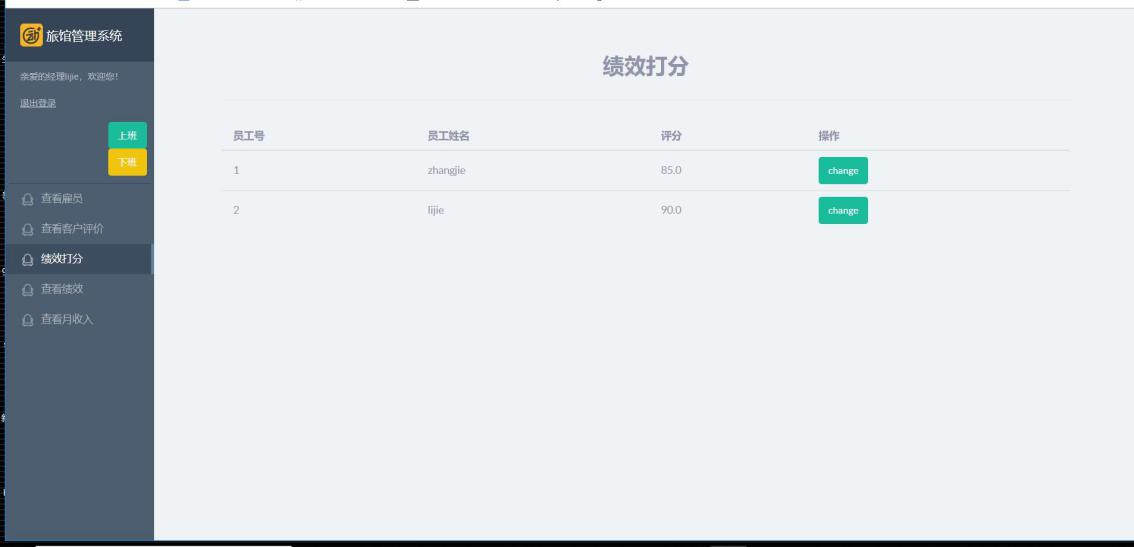 旅馆管理系统
亲爱的经理lijie，欢迎您！
退出登录
上班
下班
查看雇员
查看客户评价
绩效打分
查看绩效
查看月收入
绩效打分
员工号 员工姓名 评分 操作
1 zhangjie 85.0 change
2 lijie 90.0 change